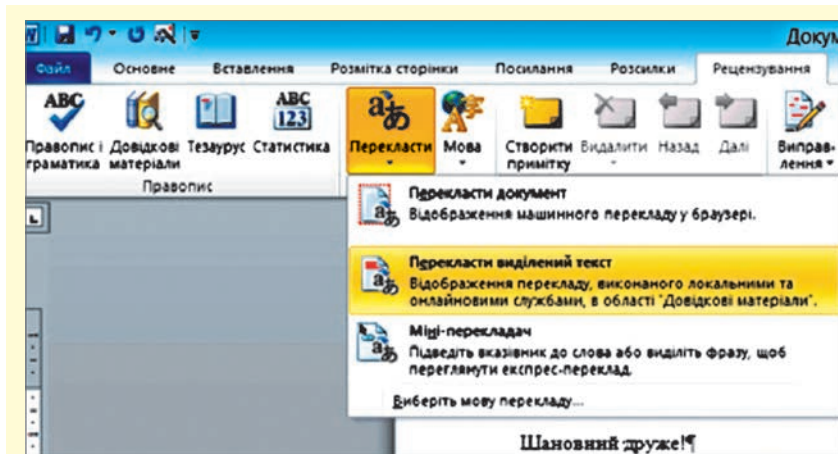 W
Докум
Файл Основне Вставлення Розмітка сторінки Посилання Розсилки Рецензування
ABC ABC 123
Правопис і граматика Довідкові матеріали Тезаурус Статистика Перекласти Мова Створити примітку Видалити Назад Далі Виправ-лення
Правопис
Перекласти документ
Відображення машинного перекладу у браузері.
Перекласти виділений текст
Відображення перекладу, виконаного локальними та
онлайновими службами, в області "Довідкові матеріали".
Міні-перекладач
Підведіть вказівник до слова або виділіть фразу, щоб
переглянути експрес-переклад.
Виберіть мову перекладу...
Шановний·друже!¶